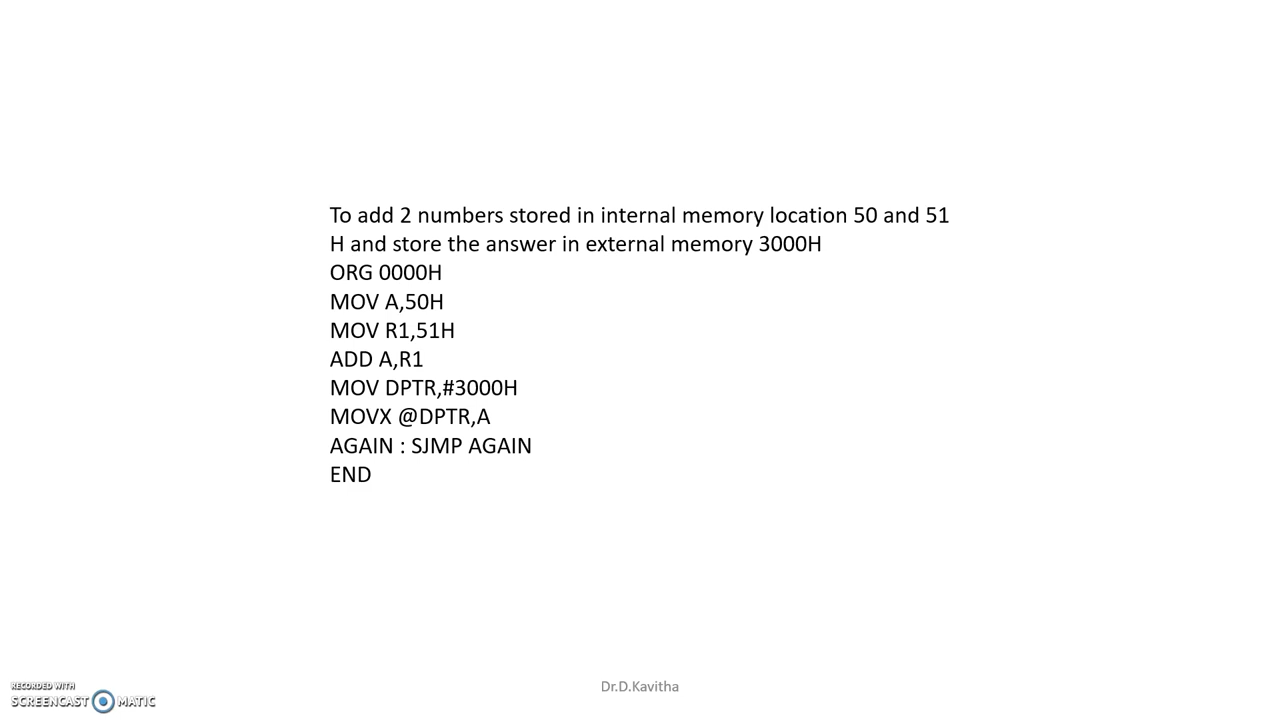 To add 2 numbers stored in internal memory location 50 and 51
H and store the answer in external memory 3000H
ORG 0000H
MOV A,50H
MOV R1,51H
ADD A,R1
MOV DPTR,#3000H
MOVX @DPTR,A
AGAIN : SJMP AGAIN
END
Dr.D.Kavitha
RECORDED WITH
SCREENCAST MATIC